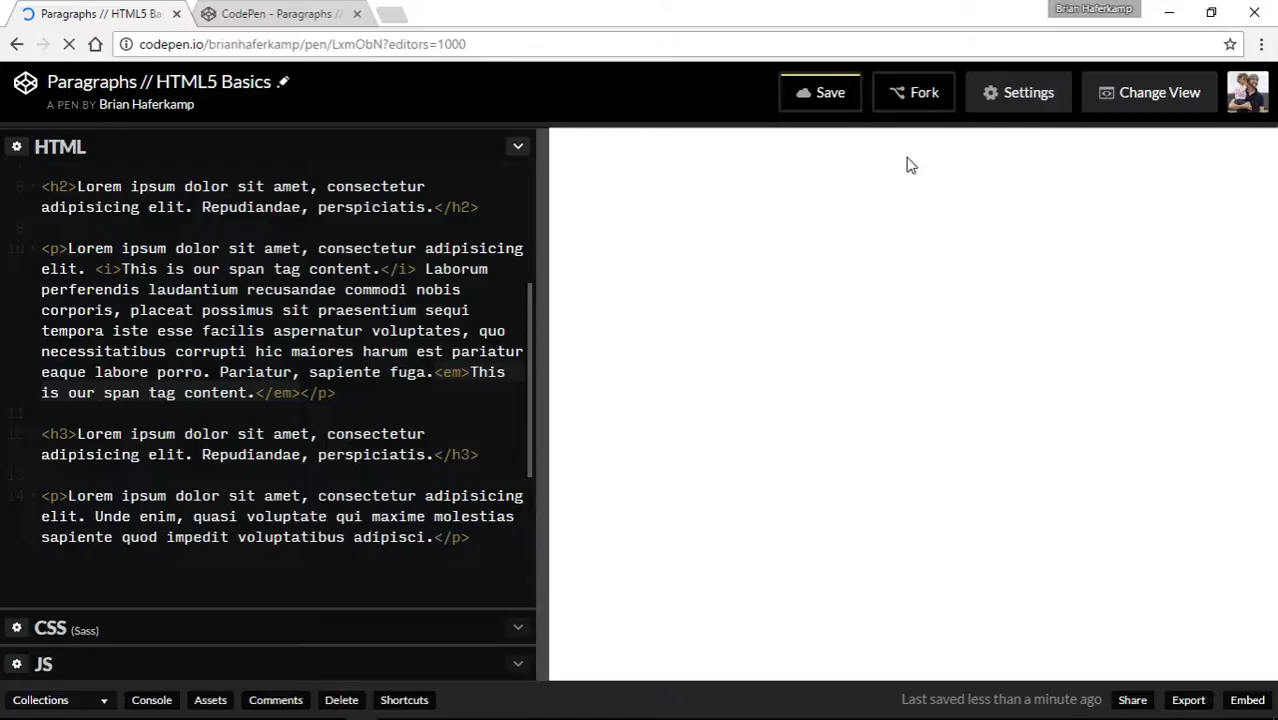 Paragraphs // HTML5 Ba
CodePen - Paragraphs //
Brian Haferkamp
codepen.io/brianhaferkamp/pen/LxmObN?editors=1000
Paragraphs // HTML5 Basics
A PEN BY Brian Haferkamp
Save
Fork
Settings
Change View
HTML
8 <h2>Lorem ipsum dolor sit amet, consectetur
adipisicing elit. Repudiandae, perspiciatis.</h2>
9
10 <p>Lorem ipsum dolor sit amet, consectetur adipisicing
elit. <i>This is our span tag content.</i> Laborum
perferendis laudantium recusandae commodi nobis
corporis, placeat possimus sit praesentium sequi
tempora iste esse facilis aspernatur voluptates, quo
necessitatibus corrupti hic maiores harum est pariatur
eaque labore porro. Pariatur, sapiente fuga.<em>This
is our span tag content.</em></p>
11
12 <h3>Lorem ipsum dolor sit amet, consectetur
adipisicing elit. Repudiandae, perspiciatis.</h3>
13
14 <p>Lorem ipsum dolor sit amet, consectetur adipisicing
elit. Unde enim, quasi voluptate qui maxime molestias
sapiente quod impedit voluptatibus adipisci.</p>
CSS (Sass)
JS
Collections
Console
Assets
Comments
Delete
Shortcuts
Last saved less than a minute ago
Share
Export
Embed